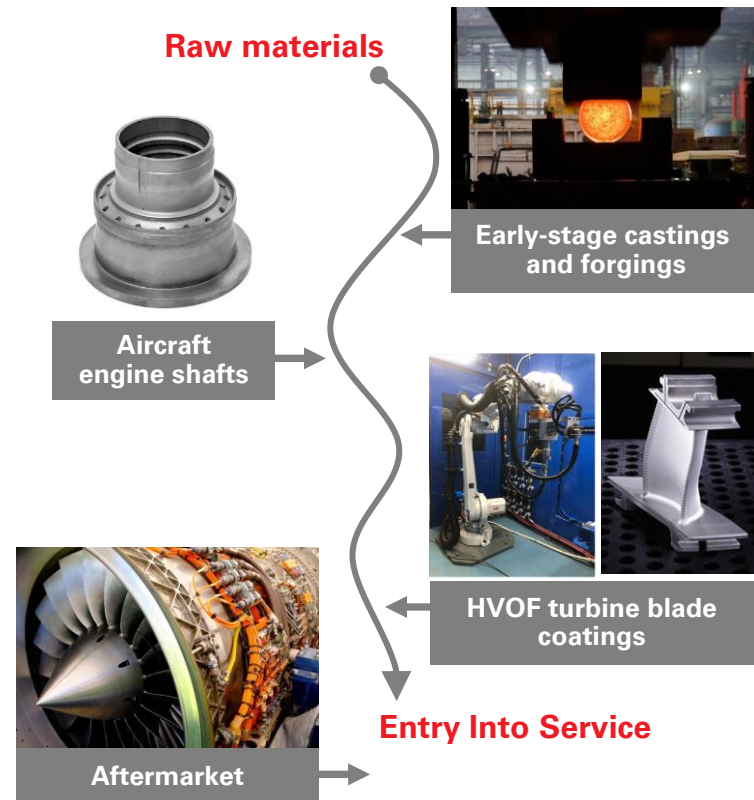 Raw materials
Early-stage castings
and forgings
Aircraft
engine shafts
HVOF turbine blade
coatings
Entry Into Service
Aftermarket